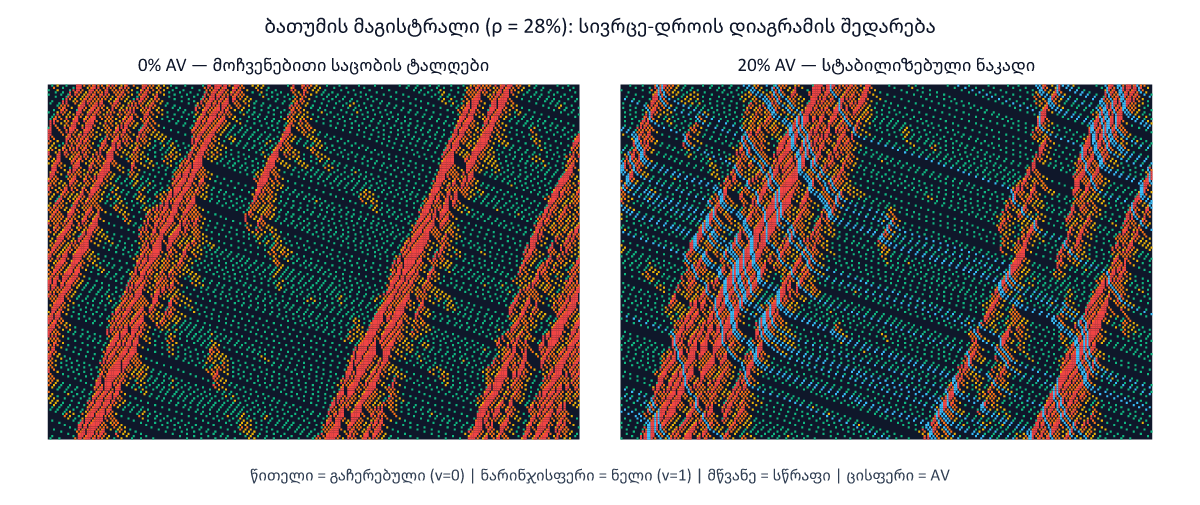 ბათუმის მაგისტრალი (ρ = 28%): სივრცე-დროის დიაგრამის შედარება
0% AV — მოჩვენებითი საცობის ტალღები
20% AV — სტაბილიზებული ნაკადი
წითელი = გაჩერებული (v=0) | ნარინჯისფერი = ნელი (v=1) | მწვანე = სწრაფი | ცისფერი = AV